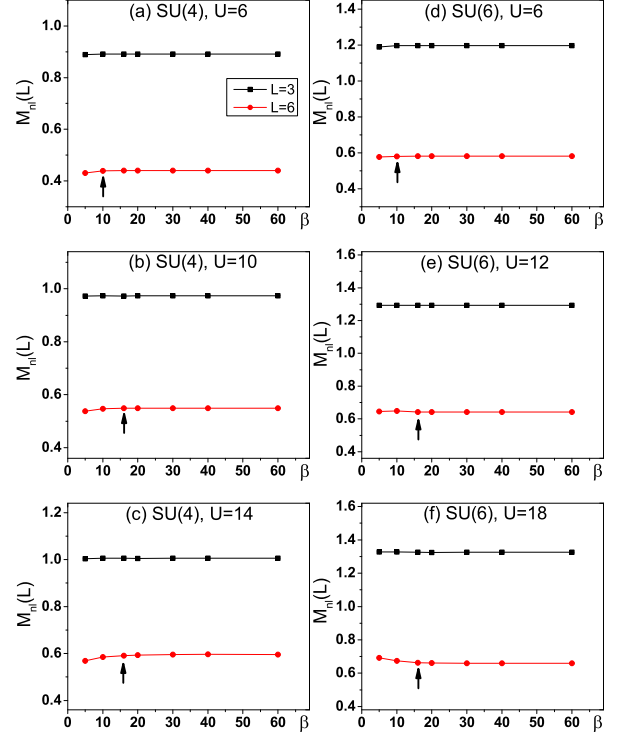 (a) SU(4), U=6
M_nl(L)
1.0
0.8
0.6
0.4
L=3
L=6
0 10 20 30 40 50 60 β
(d) SU(6), U=6
M_nl(L)
1.4
1.2
1.0
0.8
0.6
0.4
0 10 20 30 40 50 60 β
(b) SU(4), U=10
M_nl(L)
1.0
0.8
0.6
0.4
0 10 20 30 40 50 60 β
(e) SU(6), U=12
M_nl(L)
1.6
1.4
1.2
1.0
0.8
0.6
0.4
0 10 20 30 40 50 60 β
(c) SU(4), U=14
M_nl(L)
1.2
1.0
0.8
0.6
0.4
0 10 20 30 40 50 60 β
(f) SU(6), U=18
M_nl(L)
1.6
1.4
1.2
1.0
0.8
0.6
0.4
0 10 20 30 40 50 60 β